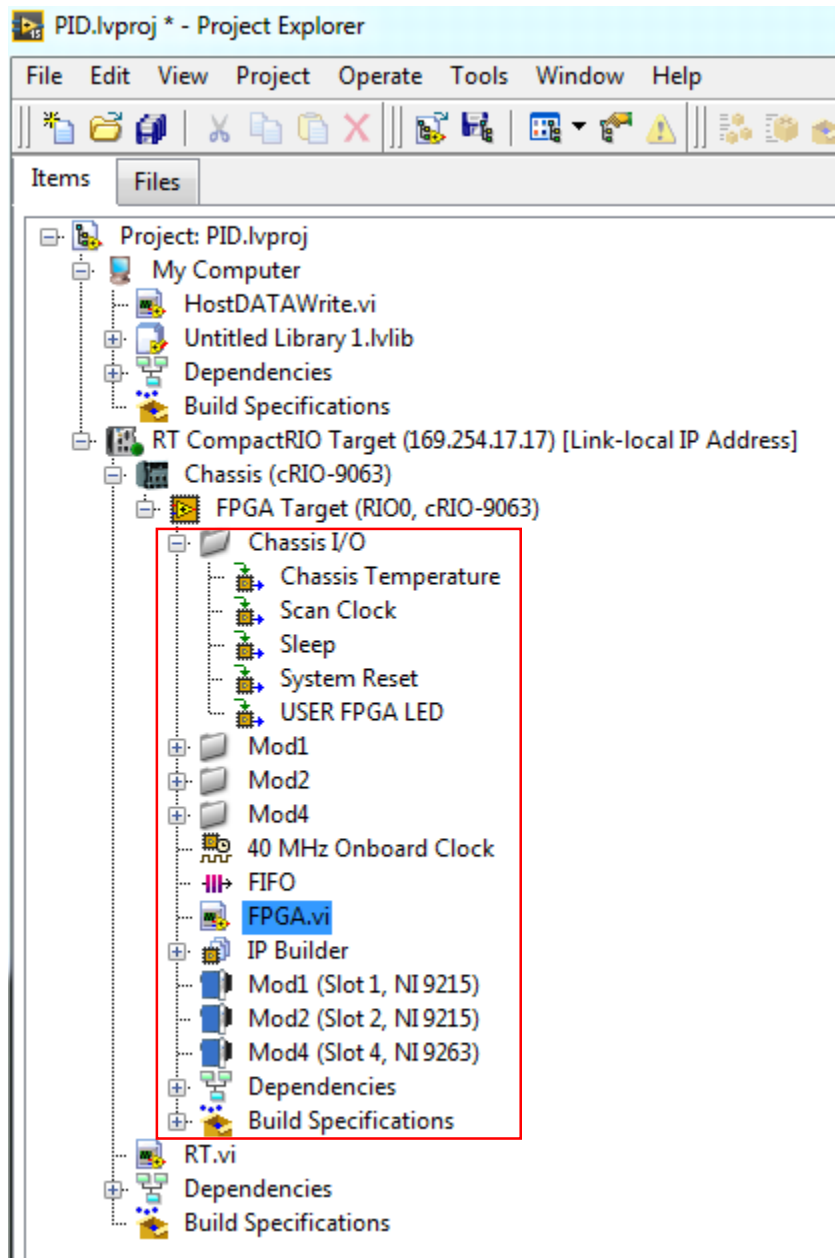 PID.lvproj * - Project Explorer
File Edit View Project Operate Tools Window Help
Items Files
Project: PID.lvproj
My Computer
HostDATAWrite.vi
Untitled Library 1.lvlib
Dependencies
Build Specifications
RT CompactRIO Target (169.254.17.17) [Link-local IP Address]
Chassis (cRIO-9063)
FPGA Target (RIO0, cRIO-9063)
Chassis I/O
Chassis Temperature
Scan Clock
Sleep
System Reset
USER FPGA LED
Mod1
Mod2
Mod4
40 MHz Onboard Clock
FIFO
FPGA.vi
IP Builder
Mod1 (Slot 1, NI 9215)
Mod2 (Slot 2, NI 9215)
Mod4 (Slot 4, NI 9263)
Dependencies
Build Specifications
RT.vi
Dependencies
Build Specifications